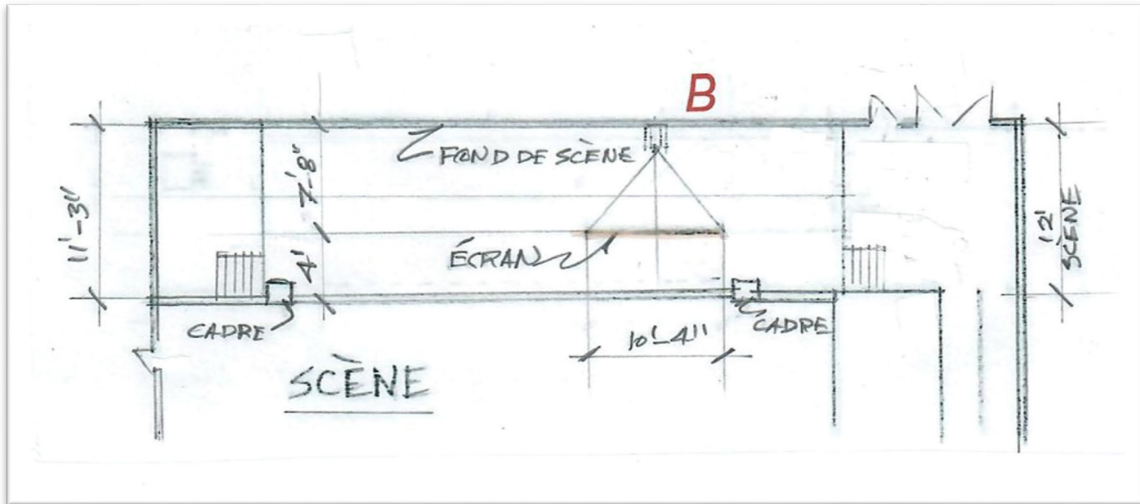 B
FOND DE SCÈNE
11'-3"
7'-8"
4'
ÉCRAN
12'
SCÈNE
CADRE
CADRE
10'-4"
SCÈNE